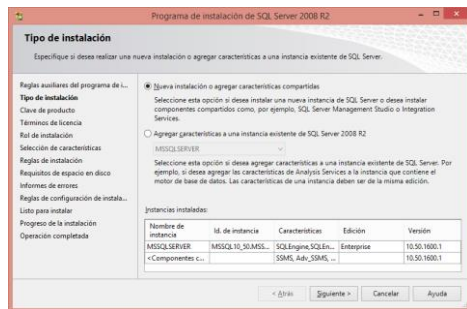 Programa de instalación de SQL Server 2008 R2
Tipo de instalación
Especifique si desea realizar una nueva instalación o agregar características a una instancia existente de SQL Server.
Reglas auxiliares del programa de i...
Tipo de instalación
Clave de producto
Términos de licencia
Rol de instalación
Selección de características
Reglas de instalación
Requisitos de espacio en disco
Informes de errores
Reglas de configuración de instala...
Listo para instalar
Progreso de la instalación
Operación completada
Nueva instalación o agregar características compartidas
Seleccione esta opción si desea instalar una nueva instancia de SQL Server o desea instalar
componentes compartidos como, por ejemplo, SQL Server Management Studio o Integration
Services.
Agregar características a una instancia existente de SQL Server 2008 R2
MSSQLSERVER
Seleccione esta opción si desea agregar características a una instancia existente de SQL Server. Por
ejemplo, si desea agregar las características de Analysis Services a la instancia que contiene el
motor de base de datos. Las características de una instancia deben ser de la misma edición.
Instancias instaladas:
Nombre de instancia Id. de instancia Características Edición Versión
MSSQLSERVER MSSQL10_50.MSS... SQLEngine,SQLEn... Enterprise 10.50.1600.1
<Componentes c... SSMS, Adv_SSMS, ... 10.50.1600.1
< Atrás Siguiente > Cancelar Ayuda